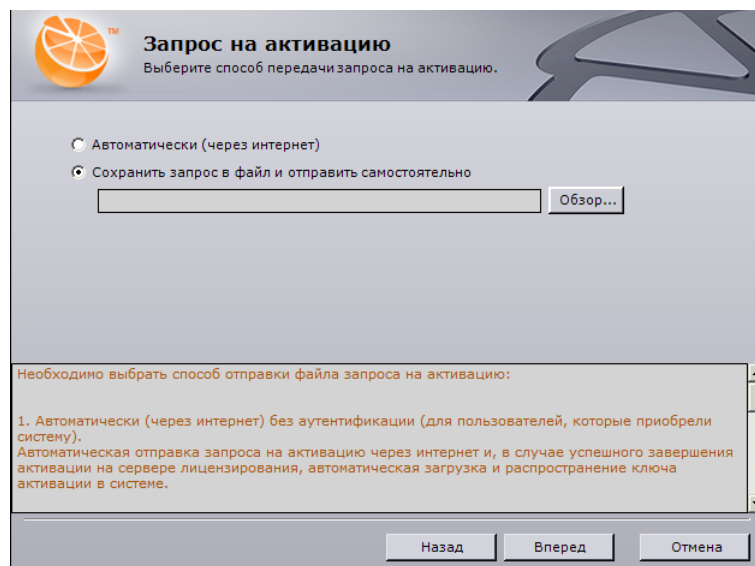 TM
Запрос на активацию
Выберите способ передачи запроса на активацию.
Автоматически (через интернет)
Сохранить запрос в файл и отправить самостоятельно
Обзор...
Необходимо выбрать способ отправки файла запроса на активацию:
1. Автоматически (через интернет) без аутентификации (для пользователей, которые приобрели
систему).
Автоматическая отправка запроса на активацию через интернет и, в случае успешного завершения
активации на сервере лицензирования, автоматическая загрузка и распространение ключа
активации в системе.
Назад
Вперед
Отмена